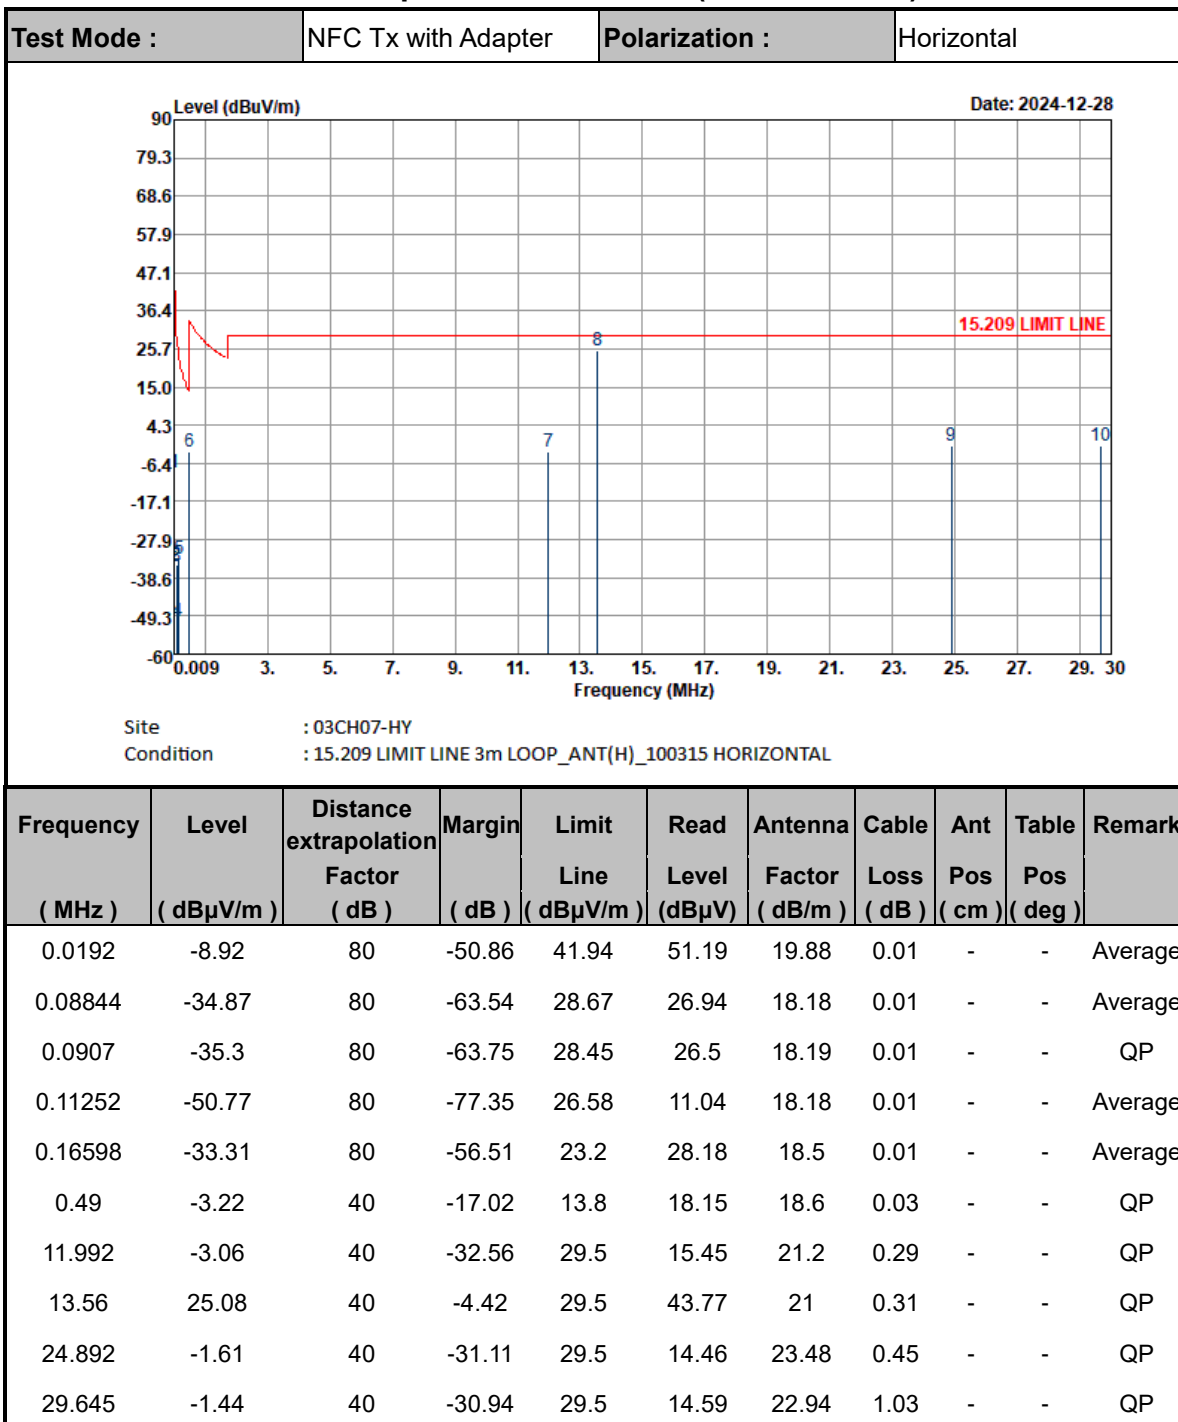 Test Mode : NFC Tx with Adapter Polarization : Horizontal
Level (dBuV/m) Date: 2024-12-28
90
79.3
68.6
57.9
47.1
36.4
15.209 LIMIT LINE
8
25.7
15.0
4.3
6 7 9 10
-6.4
-17.1
-27.9
5
-38.6
-49.3
-60
0.009 3. 5. 7. 9. 11. 13. 15. 17. 19. 21. 23. 25. 27. 29. 30
Frequency (MHz)
Site : 03CH07-HY
Condition : 15.209 LIMIT LINE 3m LOOP_ANT(H)_100315 HORIZONTAL
Frequency Level Distance extrapolation Margin Limit Read Antenna Cable Ant Table Remark
Factor Line Level Factor Loss Pos Pos
( MHz ) ( dBµV/m ) ( dB ) ( dB ) ( dBµV/m ) (dBµV) ( dB/m ) ( dB ) ( cm ) ( deg )
0.0192 -8.92 80 -50.86 41.94 51.19 19.88 0.01 - - Average
0.08844 -34.87 80 -63.54 28.67 26.94 18.18 0.01 - - Average
0.0907 -35.3 80 -63.75 28.45 26.5 18.19 0.01 - - QP
0.11252 -50.77 80 -77.35 26.58 11.04 18.18 0.01 - - Average
0.16598 -33.31 80 -56.51 23.2 28.18 18.5 0.01 - - Average
0.49 -3.22 40 -17.02 13.8 18.15 18.6 0.03 - - QP
11.992 -3.06 40 -32.56 29.5 15.45 21.2 0.29 - - QP
13.56 25.08 40 -4.42 29.5 43.77 21 0.31 - - QP
24.892 -1.61 40 -31.11 29.5 14.46 23.48 0.45 - - QP
29.645 -1.44 40 -30.94 29.5 14.59 22.94 1.03 - - QP